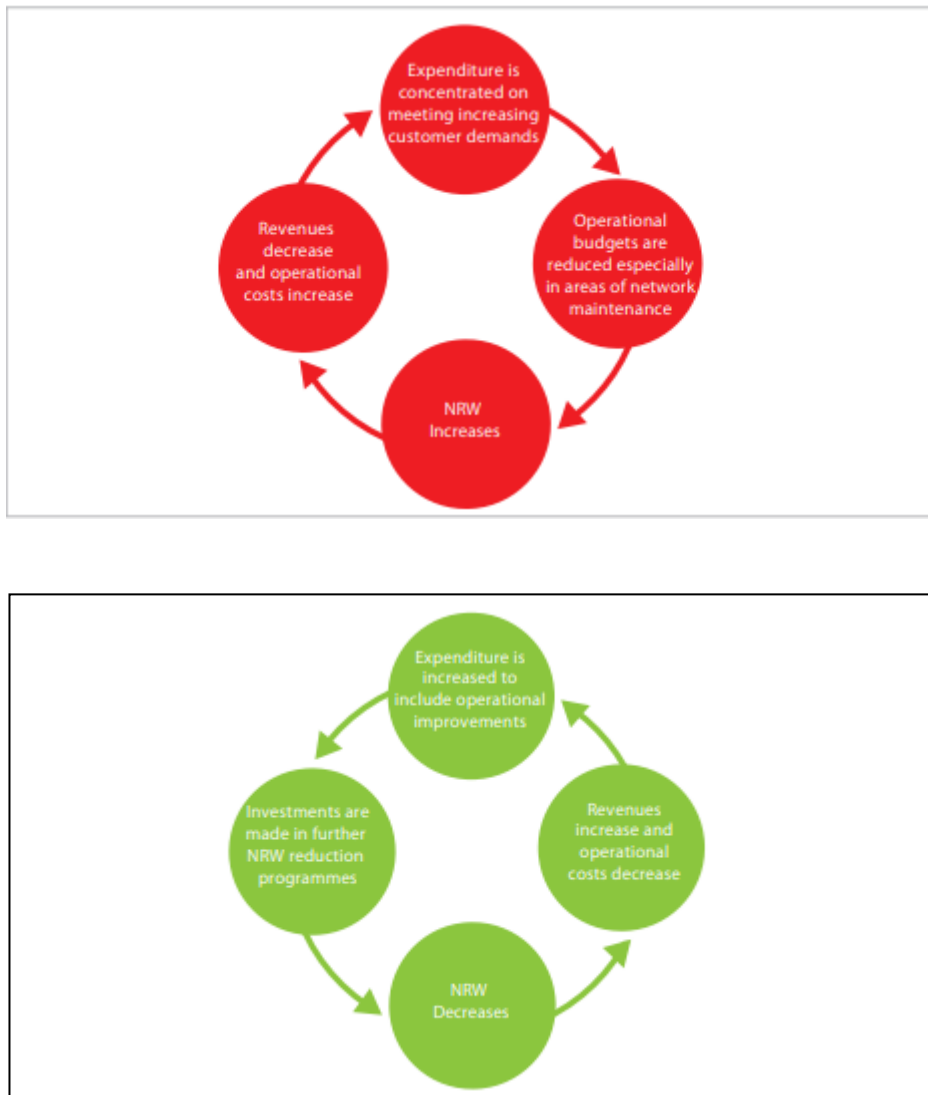 Expenditure is
concentrated on
meeting increasing
customer demands
Revenues
decrease
and operational
costs increase
Operational
budgets are
reduced especially
in areas of network
maintenance
NRW
Increases
Expenditure is
increased to
include operational
improvements
Investments are
made in further
NRW reduction
programmes
Revenues
increase and
operational
costs decrease
NRW
Decreases